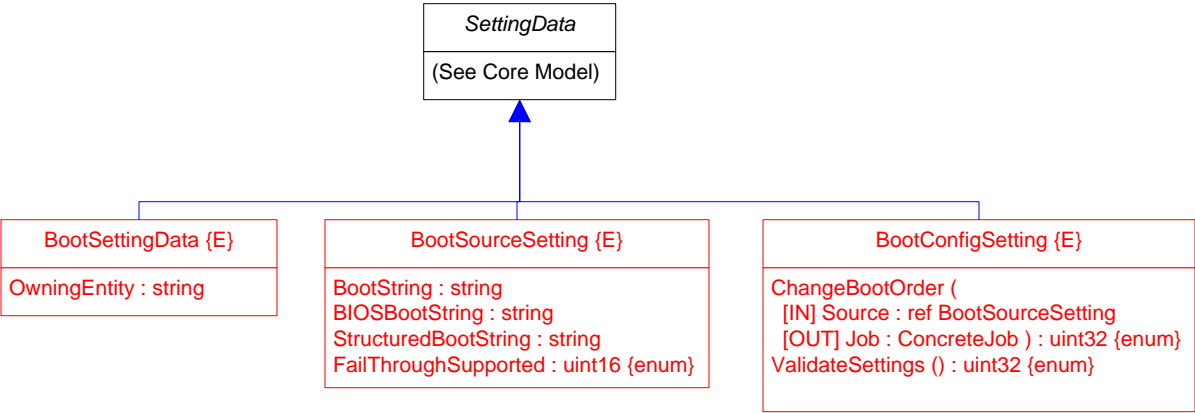 SettingData
(See Core Model)
BootSettingData {E}
OwningEntity : string
BootSourceSetting {E}
BootString : string
BIOSBootString : string
StructuredBootString : string
FailThroughSupported : uint16 {enum}
BootConfigSetting {E}
ChangeBootOrder (
[IN] Source : ref BootSourceSetting
[OUT] Job : ConcreteJob ) : uint32 {enum}
ValidateSettings () : uint32 {enum}